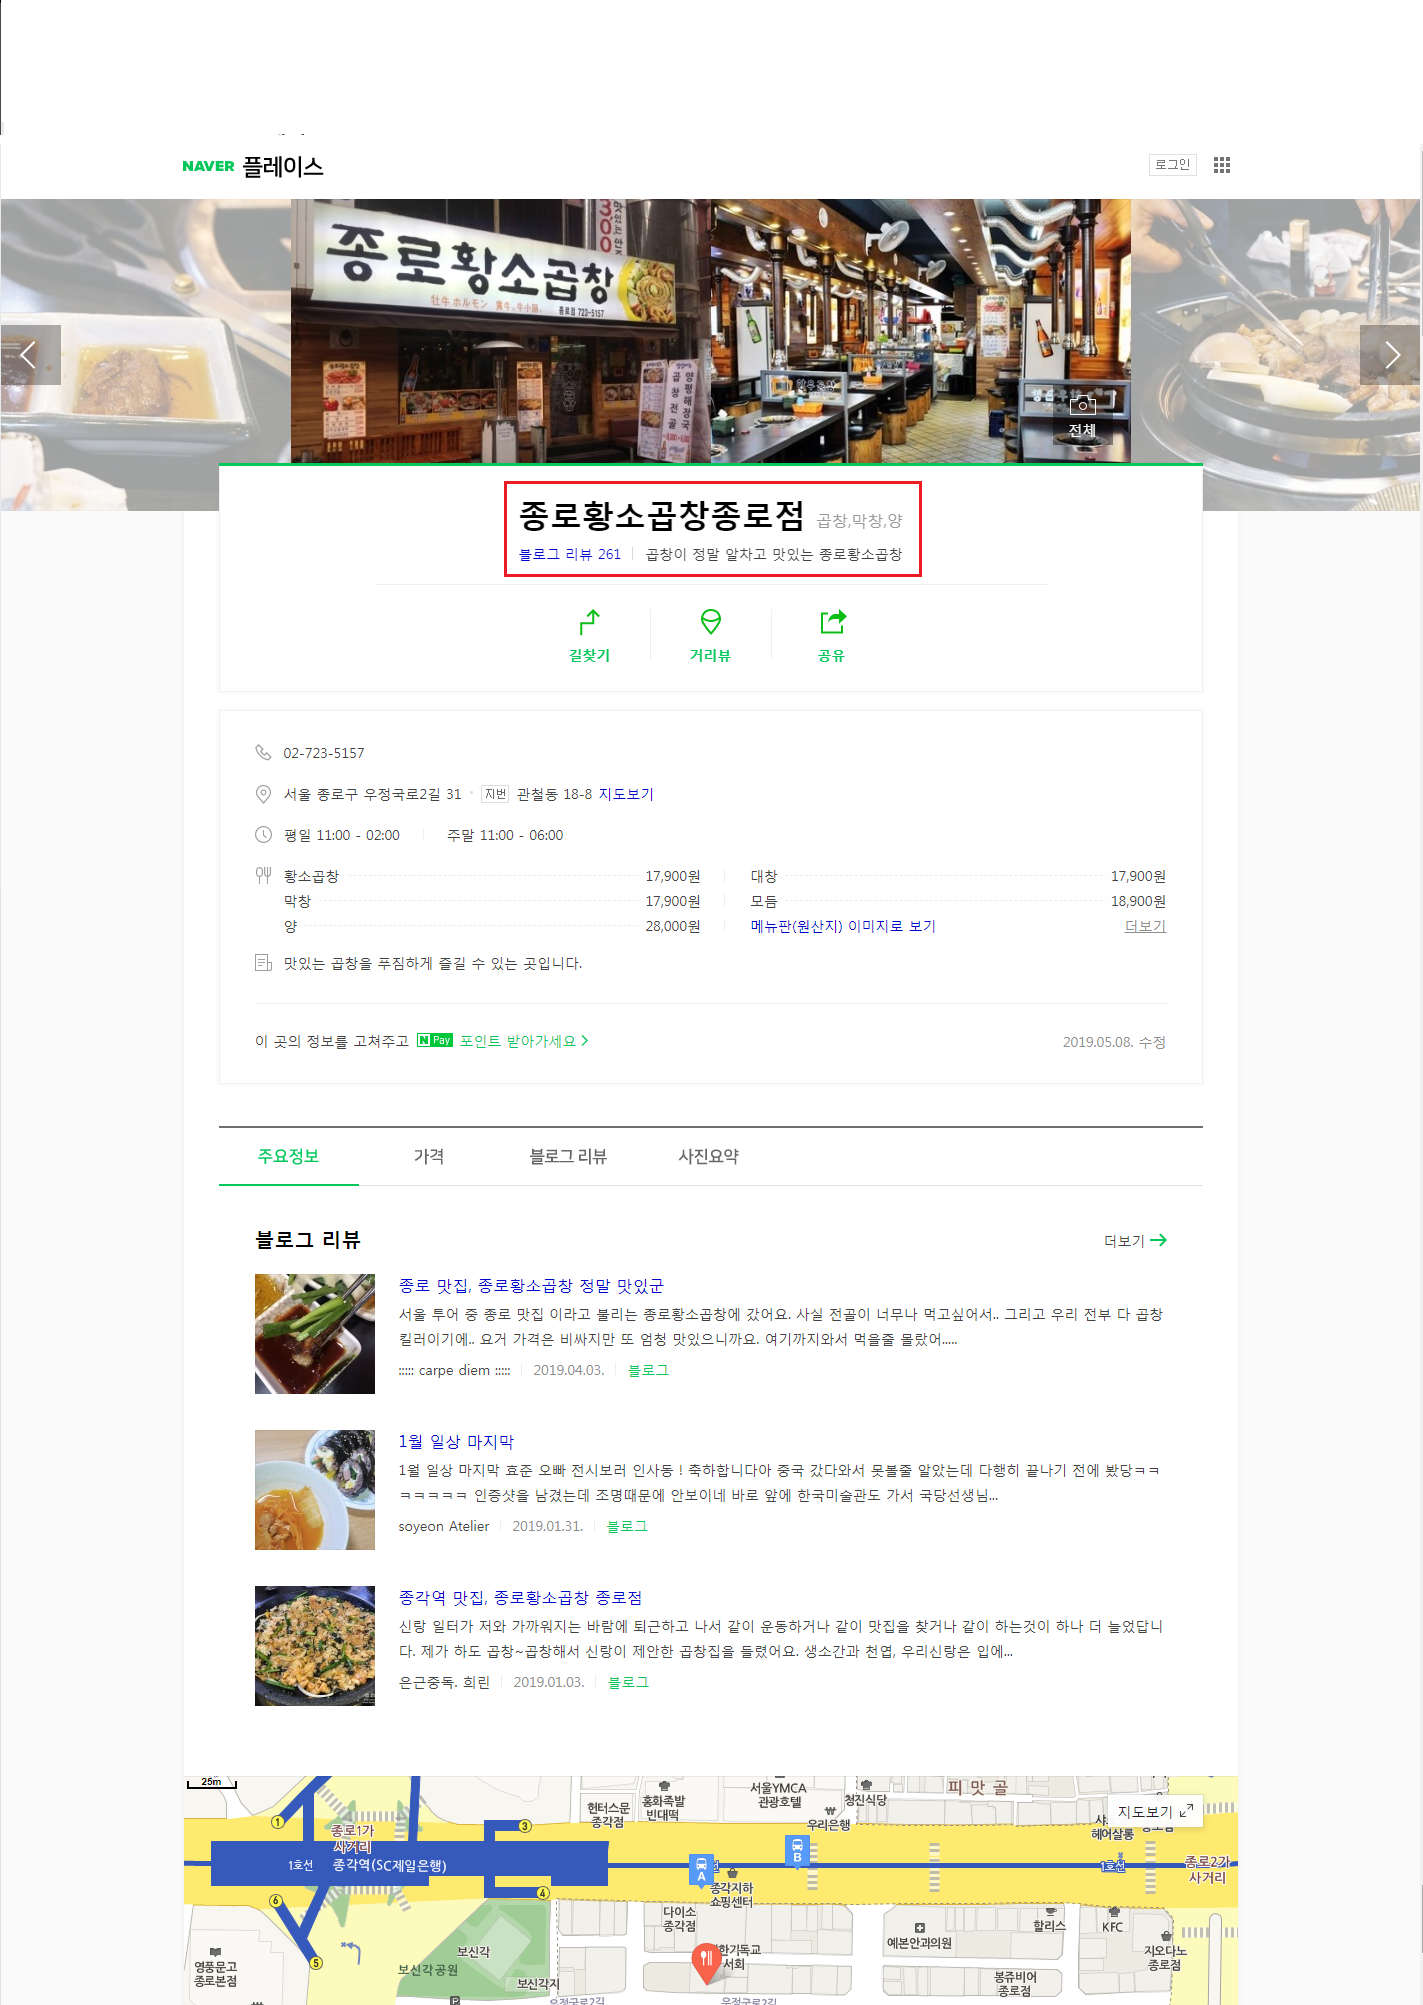 NAVER 플레이스
로그인
종로황소곱창
牡牛 ホルモン 黄牛, 牛小腸.
종로점 723-5157
전체
종로황소곱창종로점 곱창,막창,양
블로그 리뷰 261 곱창이 정말 알차고 맛있는 종로황소곱창
길찾기 거리뷰 공유
02-723-5157
서울 종로구 우정국로2길 31 지번 관철동 18-8 지도보기
평일 11:00 - 02:00 주말 11:00 - 06:00
황소곱창 17,900원 대창 17,900원
막창 17,900원 모듬 18,900원
양 28,000원 메뉴판(원산지) 이미지로 보기 더보기
맛있는 곱창을 푸짐하게 즐길 수 있는 곳입니다.
이 곳의 정보를 고쳐주고 N Pay 포인트 받아가세요 2019.05.08. 수정
주요정보 가격 블로그 리뷰 사진요약
블로그 리뷰 더보기
종로 맛집, 종로황소곱창 정말 맛있군
서울 투어 중 종로 맛집 이라고 불리는 종로황소곱창에 갔어요. 사실 전골이 너무나 먹고싶어서.. 그리고 우리 전부 다 곱창
킬러이기에.. 요거 가격은 비싸지만 또 엄청 맛있으니까요. 여기까지와서 먹을줄 몰랐어.....
::::: carpe diem ::::: 2019.04.03. 블로그
1월 일상 마지막
1월 일상 마지막 효준 오빠 전시보러 인사동 ! 축하합니다아 중국 갔다와서 못볼줄 알았는데 다행히 끝나기 전에 봤당ㅋㅋ
ㅋㅋㅋㅋㅋ 인증샷을 남겼는데 조명때문에 안보이네 바로 앞에 한국미술관도 가서 국당선생님...
soyeon Atelier 2019.01.31. 블로그
종각역 맛집, 종로황소곱창 종로점
신랑 일터가 저와 가까워지는 바람에 퇴근하고 나서 같이 운동하거나 같이 맛집을 찾거나 같이 하는것이 하나 더 늘었답니
다. 제가 하도 곱창~곱창해서 신랑이 제안한 곱창집을 들렸어요. 생소간과 천엽, 우리신랑은 입에...
은근중독. 희린 2019.01.03. 블로그
25m
서울YMCA
관광호텔
피맛골
헌터스문
종각점
홍화족발
빈대떡
청진식당
우리은행
지도보기
헤어살롱
1
3
종로1가
사거리
1호선 종각역(SC제일은행)
B
A
1호선
종로2가
사거리
종각지하
쇼핑센터
6
4
5
다이소
종각점
할리스
KFC
예본안과의원
지오다노
종로점
영풍문고
종로본점
보신각
보신각공원
보신각지
한기독교
서회
봉쥬비어
종로점
P
우정국로2길
우정국로2길